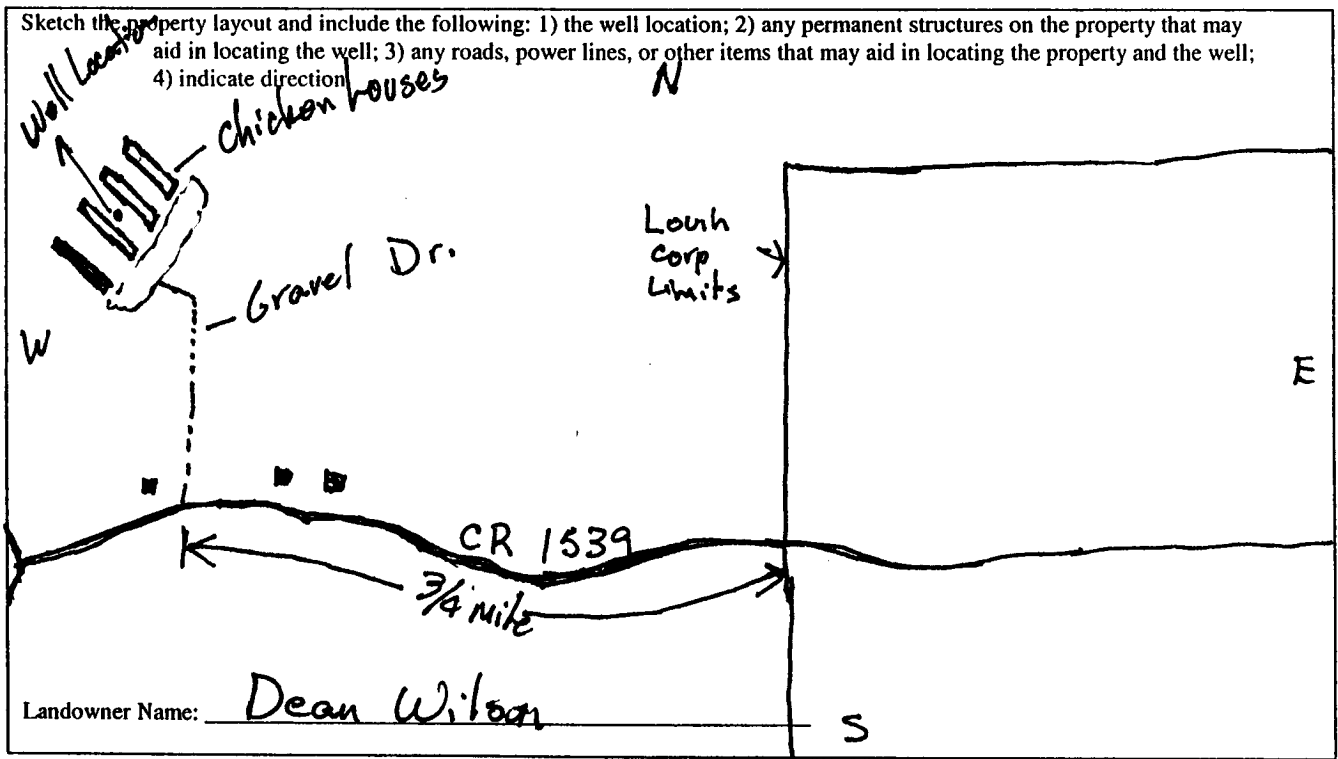 Sketch the property layout and include the following: 1) the well location; 2) any permanent structures on the property that may
aid in locating the well; 3) any roads, power lines, or other items that may aid in locating the property and the well;
4) indicate direction
Well Location
chicken houses
N
Corp
Limits
Gravel Dr.
W
E
CR 1539
3/4 mile
Landowner Name: Dean Wilson
S